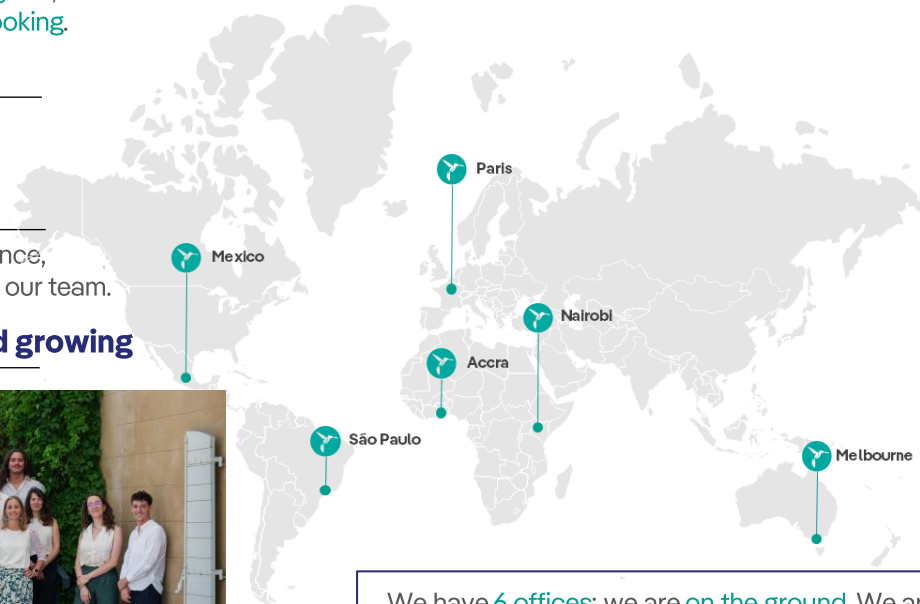 ooking.
Paris
nce,
Mexico
our team.
Nairobi
d growing
Accra
São Paulo
Melbourne
We have 6 offices: we are on the ground. We ar